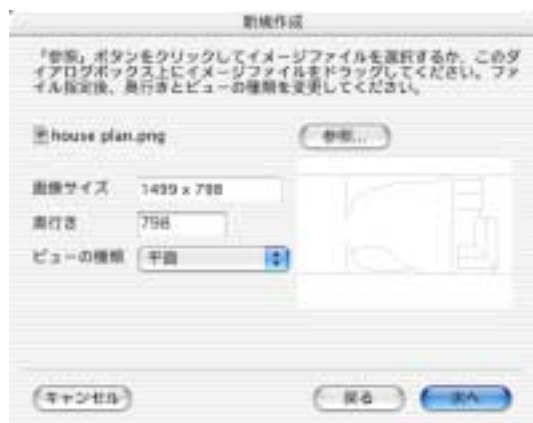 新規作成
「参照」ボタンをクリックしてイメージファイルを選択するか、このダ
イアログボックス上にイメージファイルをドラッグしてください。ファ
イル指定後、奥行きとビューの種類を変更してください。
house plan.png
参照...
画像サイズ 1499 x 798
奥行き 798
ビューの種類 平面
キャンセル 戻る 次へ